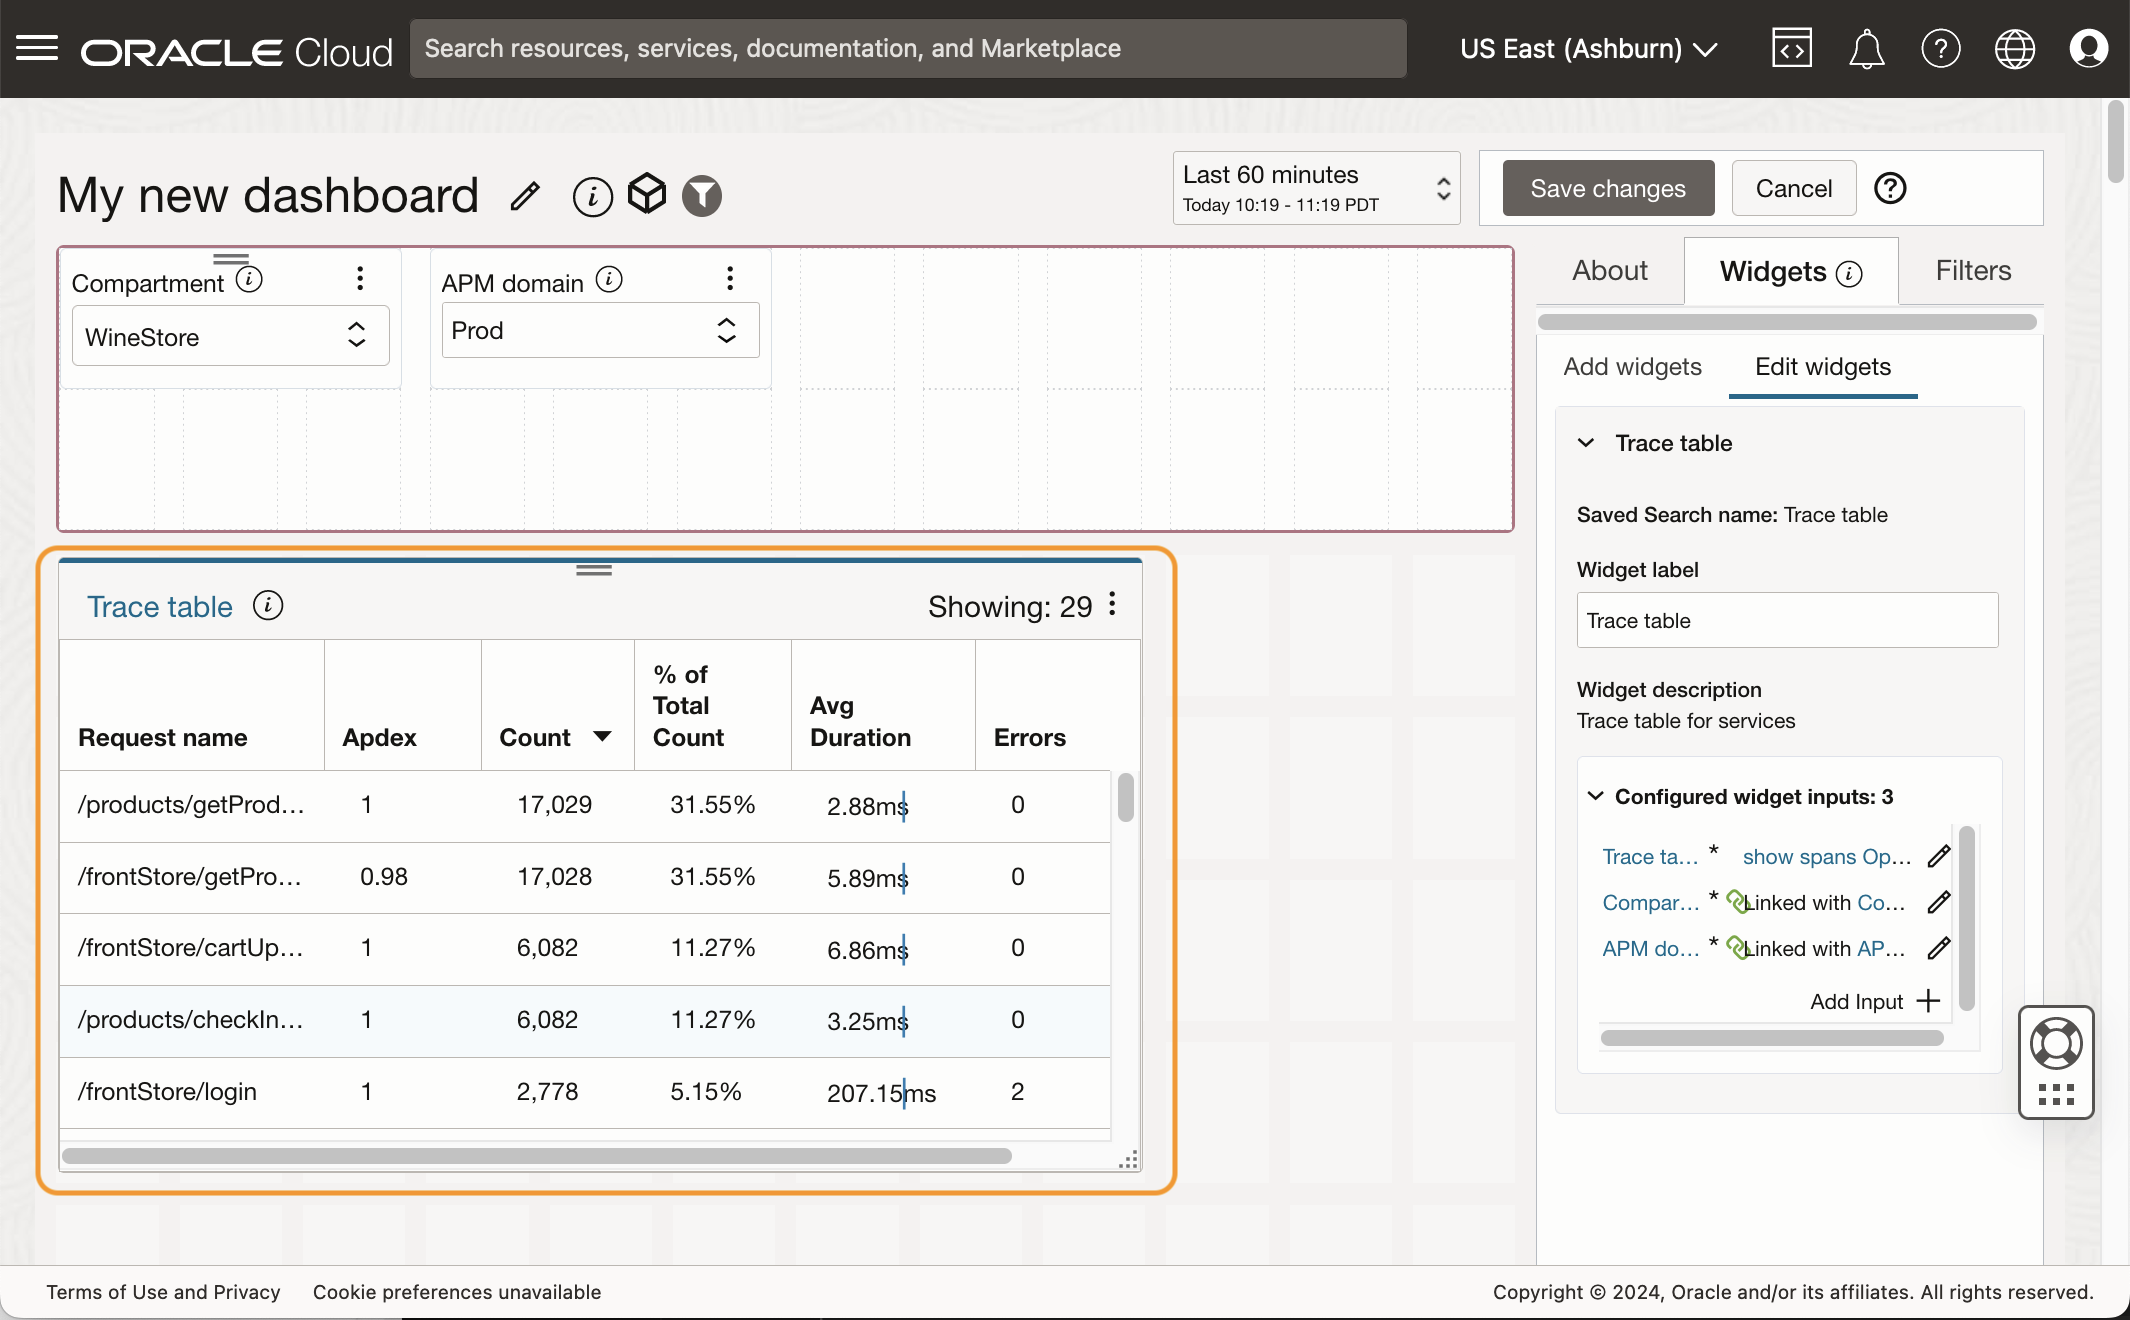 ORACLE Cloud
Search resources, services, documentation, and Marketplace
US East (Ashburn)
My new dashboard
Last 60 minutes
Today 10:19 - 11:19 PDT
Save changes
Cancel
Compartment
WineStore
APM domain
Prod
About
Widgets
Filters
Add widgets
Edit widgets
Trace table
Saved Search name: Trace table
Widget label
Trace table
Widget description
Trace table for services
Configured widget inputs: 3
Trace ta... * show spans Op...
Compar... * Linked with Co...
APM do... * Linked with AP...
Add Input
Trace table
Showing: 29
Request name Apdex Count % of Total Count Avg Duration Errors
/products/getProd... 1 17,029 31.55% 2.88ms 0
/frontStore/getPro... 0.98 17,028 31.55% 5.89ms 0
/frontStore/cartUp... 1 6,082 11.27% 6.86ms 0
/products/checkIn... 1 6,082 11.27% 3.25ms 0
/frontStore/login 1 2,778 5.15% 207.15ms 2
Terms of Use and Privacy
Cookie preferences unavailable
Copyright © 2024, Oracle and/or its affiliates. All rights reserved.